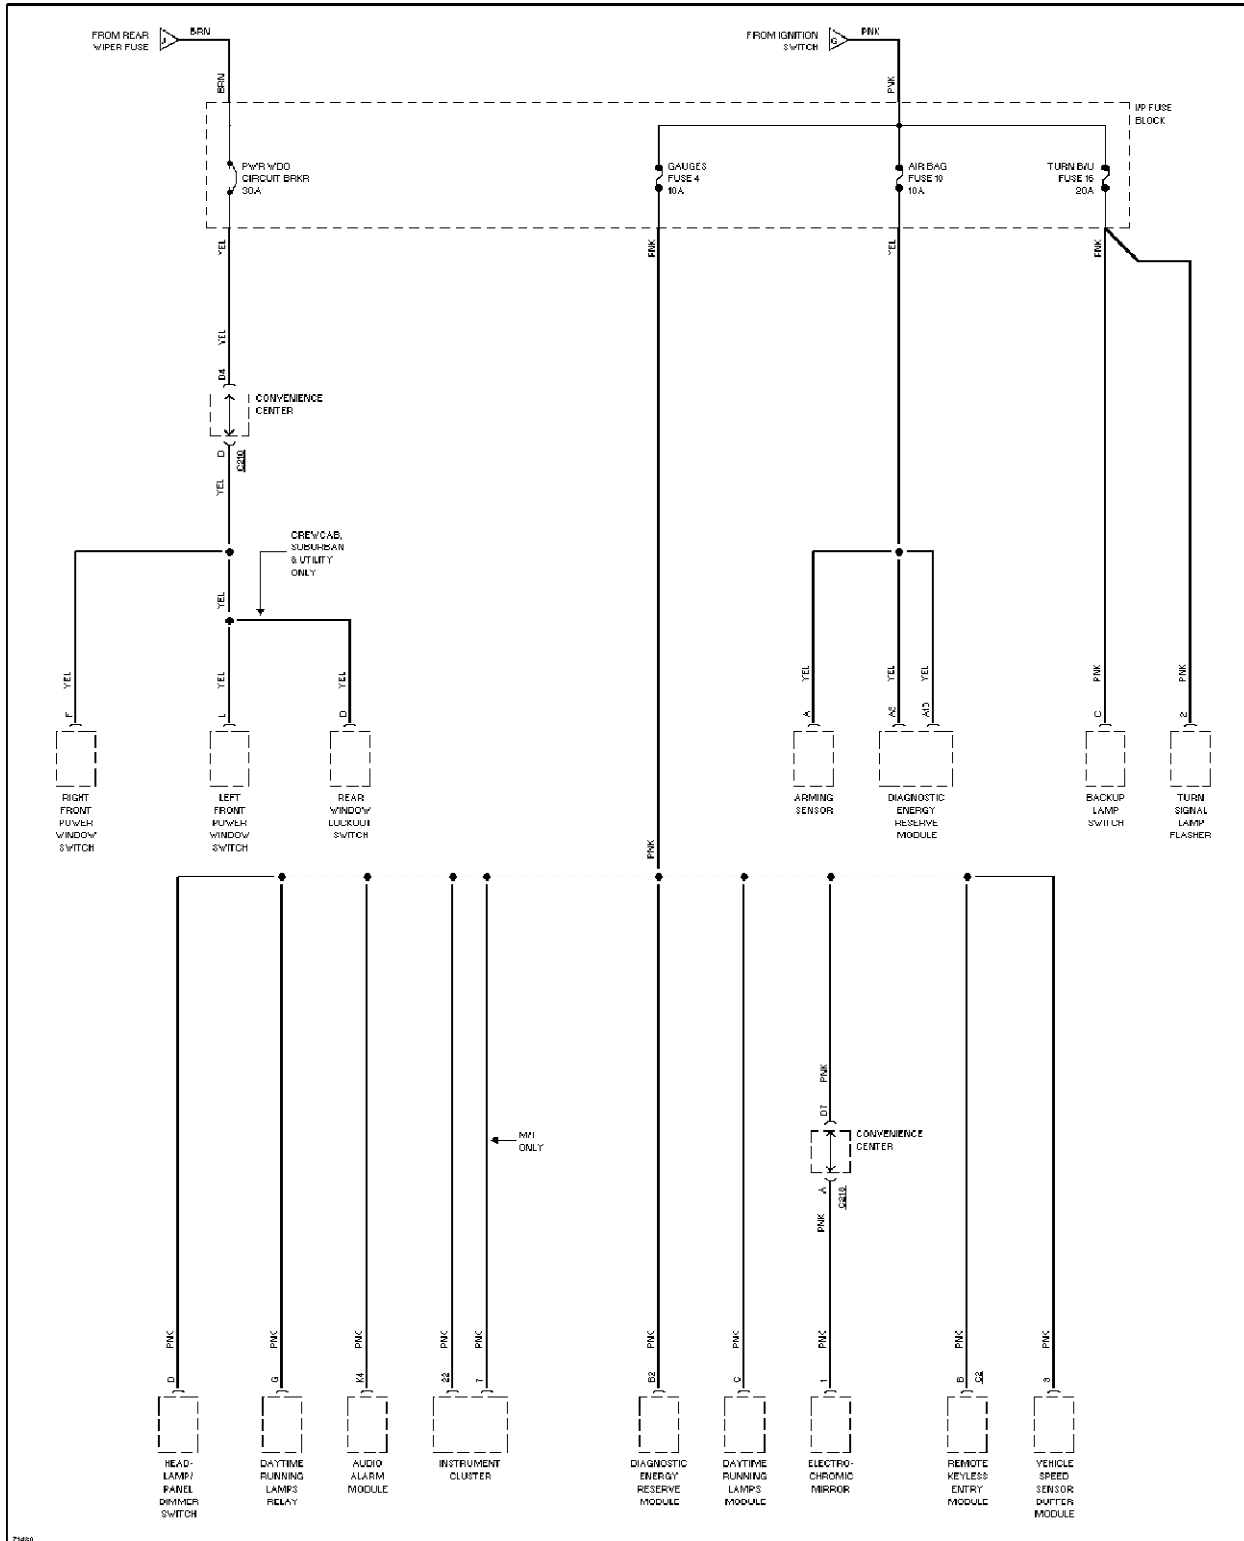 FROM REAR
WIPER FUSE
J
BRN
BRN
FROM IGNITION
SWITCH
G
PNK
PNK
I/P FUSE
BLOCK
PWR WDO
CIRCUIT BRKR
30A
GAUGES
FUSE 4
10A
AIR BAG
FUSE 10
10A
TURN B/U
FUSE 16
20A
YEL
PNK
YEL
PNK
YEL
D4
CONVENIENCE
CENTER
D
C210
YEL
CREWCAB,
SUBURBAN
& UTILITY
ONLY
YEL
YEL
YEL
YEL
YEL
YEL
YEL
PNK
PNK
F
D
A
A2
C
2
RIGHT
FRONT
POWER
WINDOW
SWITCH
LEFT
FRONT
POWER
WINDOW
SWITCH
REAR
WINDOW
LOCKOUT
SWITCH
ARMING
SENSOR
DIAGNOSTIC
ENERGY
RESERVE
MODULE
BACKUP
LAMP
SWITCH
TURN
SIGNAL
LAMP
FLASHER
PNK
PNK
D7
CONVENIENCE
CENTER
A
PNK
M/T
ONLY
PNK
PNK
PNK
PNK
PNK
PNK
PNK
PNK
PNK
PNK
D
G
K4
22
7
B2
C
1
B
C2
HEAD-
LAMP/
PANEL
DIMMER
SWITCH
DAYTIME
RUNNING
LAMPS
RELAY
AUDIO
ALARM
MODULE
INSTRUMENT
CLUSTER
DIAGNOSTIC
ENERGY
RESERVE
MODULE
DAYTIME
RUNNING
LAMPS MODULE
ELECTRO-
CHROMIC
MIRROR
REMOTE
KEYLESS
ENTRY
MODULE
VEHICLE
SPEED
SENSOR
BUFFER
MODULE